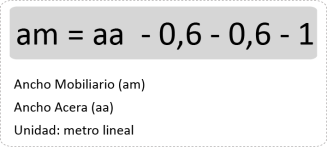 am = aa - 0,6 - 0,6 - 1
Ancho Mobiliario (am)
Ancho Acera (aa)
Unidad: metro lineal